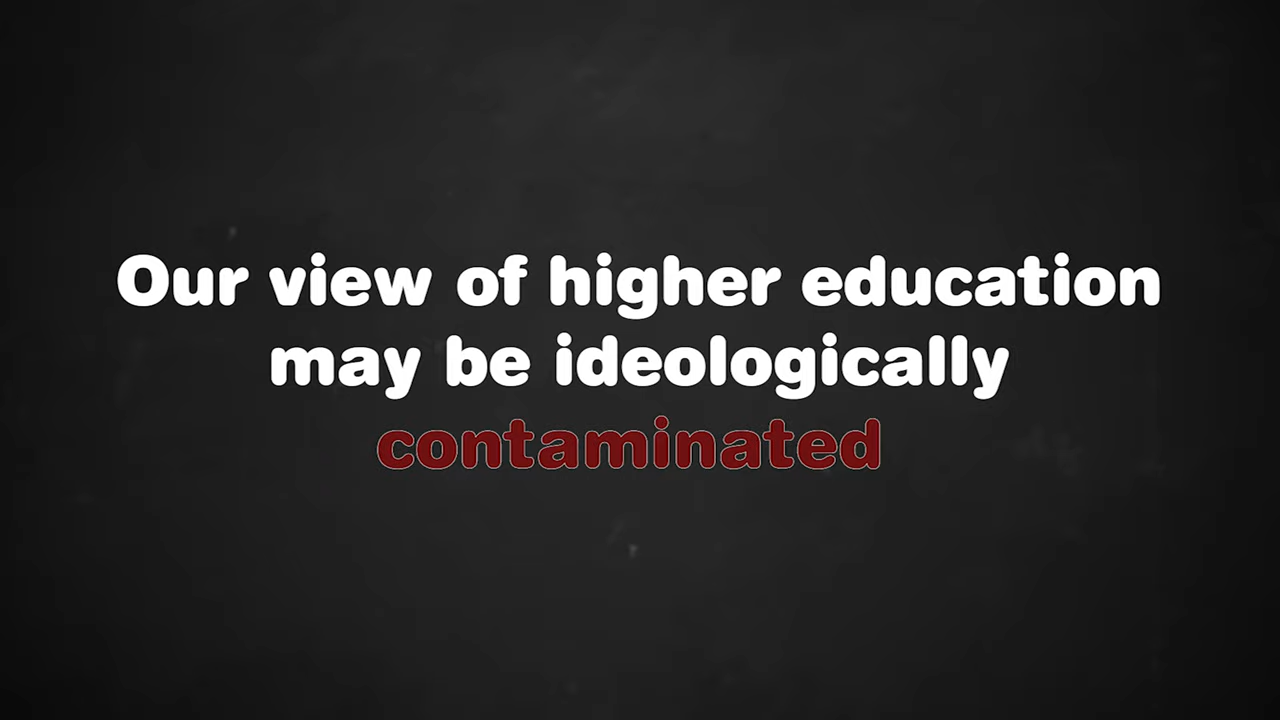 Our view of higher education
may be ideologically
contaminated